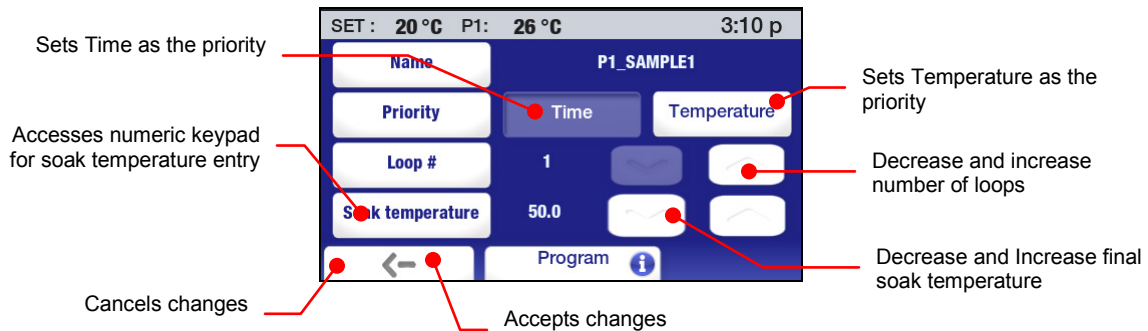 SET : 20 °C P1: 26 °C 3:10 p
Sets Time as the priority
Name P1_SAMPLE1
Sets Temperature as the
priority
Priority Time Temperature
Accesses numeric keypad
for soak temperature entry
Loop # 1
Decrease and increase
number of loops
Soak temperature 50.0
Program i
Decrease and Increase final
soak temperature
Cancels changes
Accepts changes